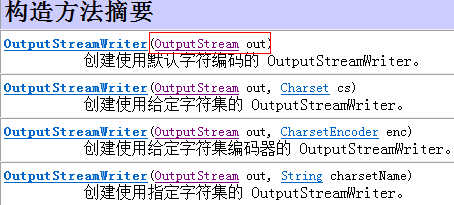 构造方法摘要
OutputStreamWriter(OutputStream out)
创建使用默认字符编码的 OutputStreamWriter。
OutputStreamWriter(OutputStream out, Charset cs)
创建使用给定字符集的 OutputStreamWriter。
OutputStreamWriter(OutputStream out, CharsetEncoder enc)
创建使用给定字符集编码器的 OutputStreamWriter。
OutputStreamWriter(OutputStream out, String charsetName)
创建使用指定字符集的 OutputStreamWriter。